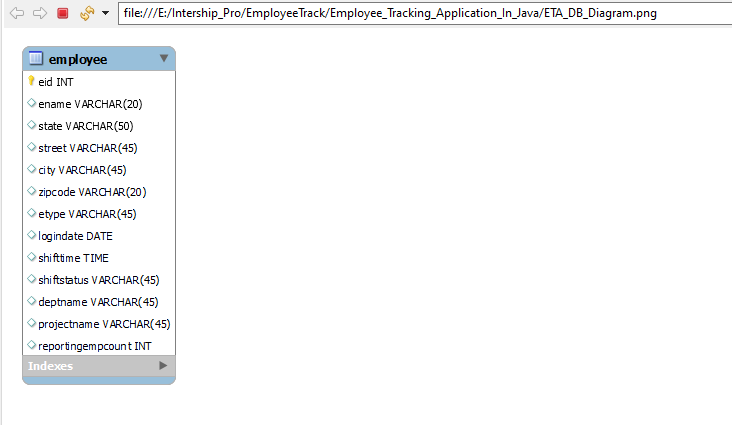 file:///E:/Intership_Pro/EmployeeTrack/Employee_Tracking_Application_In_Java/ETA_DB_Diagram.png
employee
eid INT
ename VARCHAR(20)
state VARCHAR(50)
street VARCHAR(45)
city VARCHAR(45)
zipcode VARCHAR(20)
etype VARCHAR(45)
logindate DATE
shifttime TIME
shiftstatus VARCHAR(45)
deptname VARCHAR(45)
projectname VARCHAR(45)
reportingempcount INT
Indexes